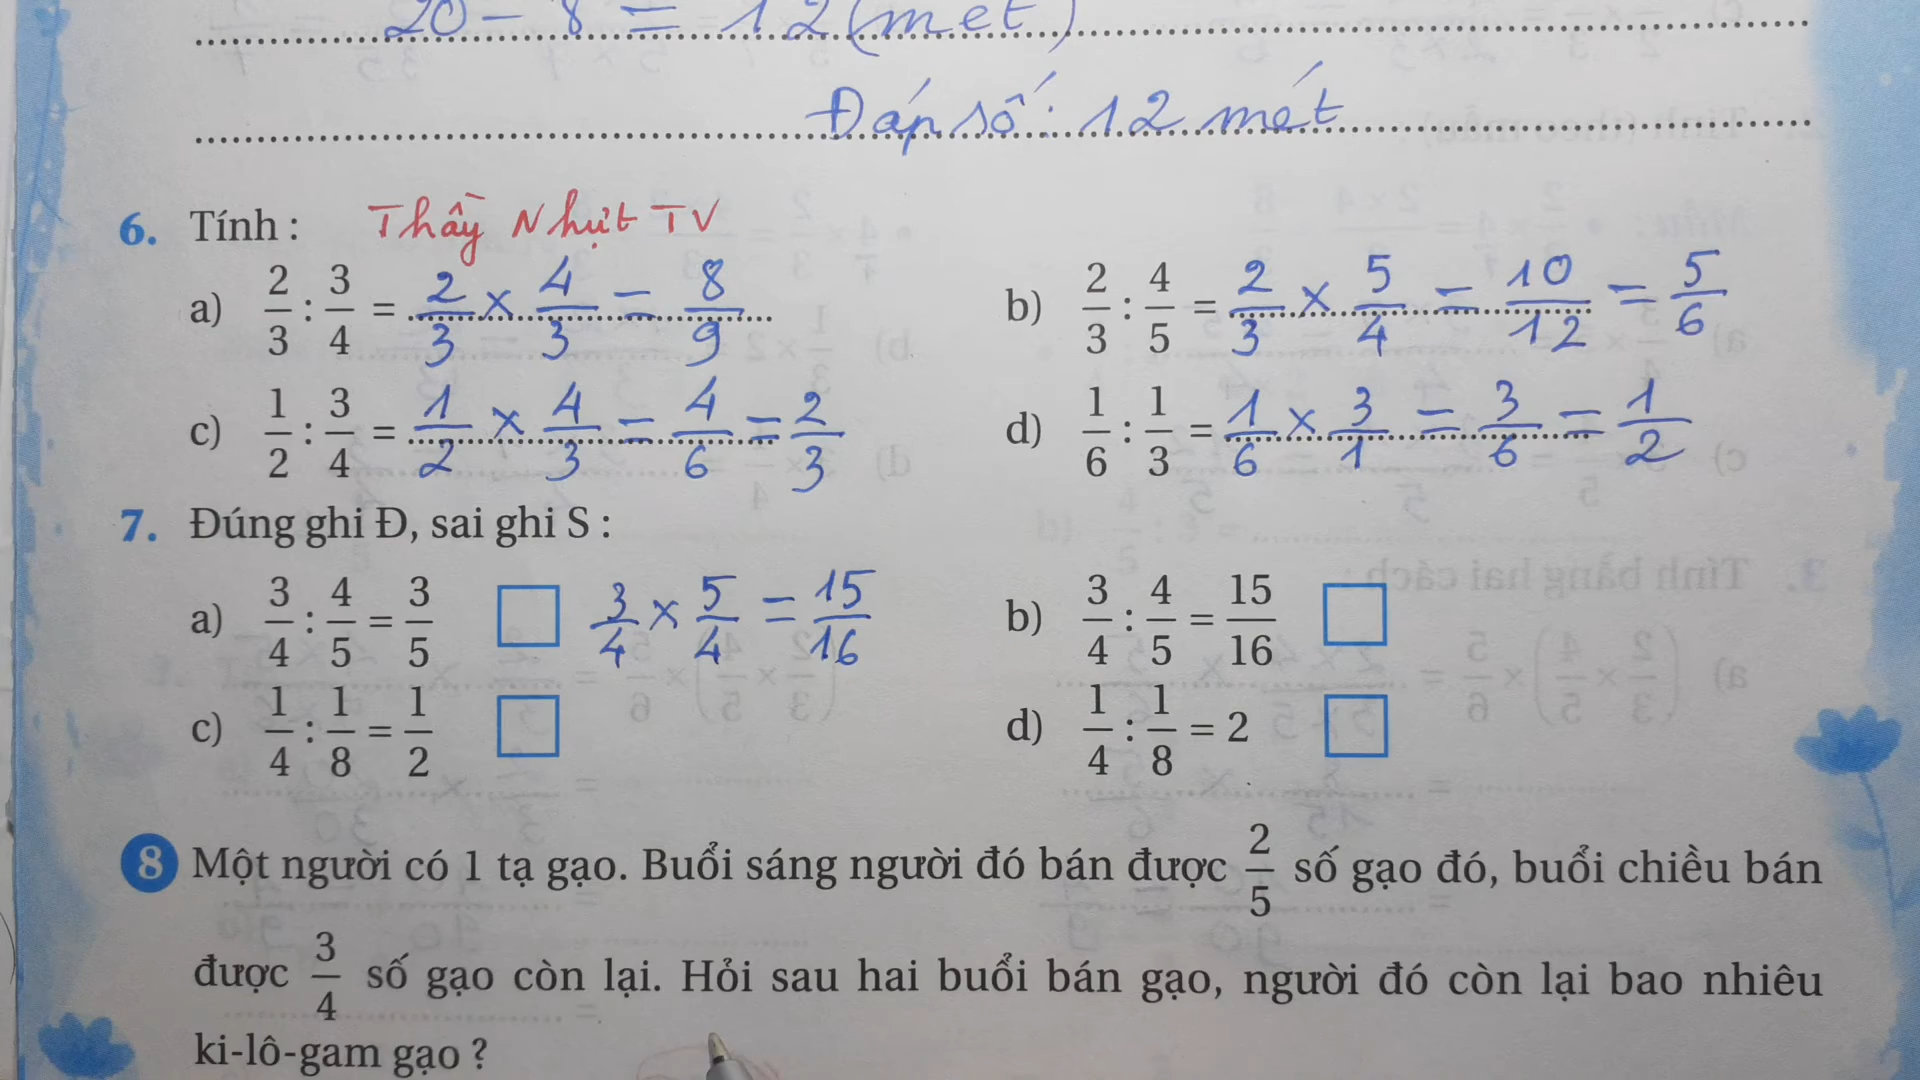 20 - 8 = 12 (mét)
Đáp số: 12 mét
6. Tính : Thầy Nhựt TV
a) 2/3 : 3/4 = 2/3 × 4/3 = 8/9
b) 2/3 : 4/5 = 2/3 × 5/4 = 10/12 = 5/6
c) 1/2 : 3/4 = 1/2 × 4/3 = 4/6 = 2/3
d) 1/6 : 1/3 = 1/6 × 3/1 = 3/6 = 1/2
7. Đúng ghi Đ, sai ghi S :
a) 3/4 : 4/5 = 3/5 3/4 × 5/4 = 15/16
b) 3/4 : 4/5 = 15/16
c) 1/4 : 1/8 = 1/2
d) 1/4 : 1/8 = 2
8 Một người có 1 tạ gạo. Buổi sáng người đó bán được 2/5 số gạo đó, buổi chiều bán
được 3/4 số gạo còn lại. Hỏi sau hai buổi bán gạo, người đó còn lại bao nhiêu
ki-lô-gam gạo ?